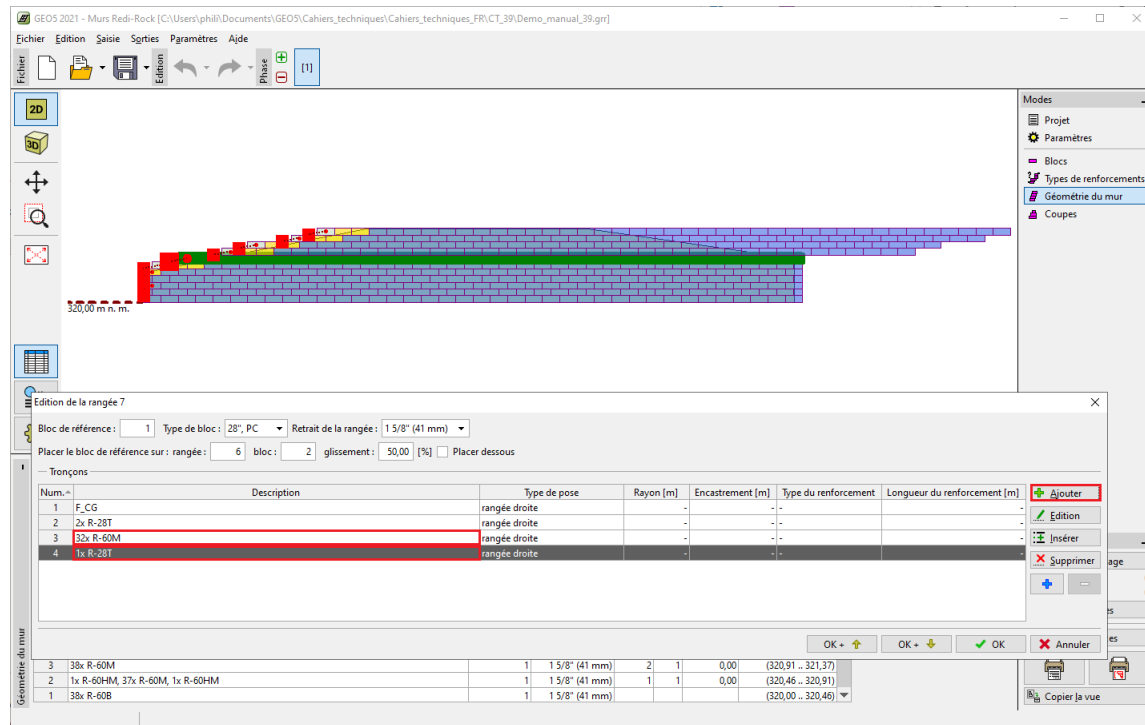 GEO5 2021 - Murs Redi-Rock [C:\Users\phili\Documents\GEO5\Cahiers_techniques\Cahiers_techniques_FR\CT_39\Demo_manual_39.grr]
Fichier Edition Saisie Sorties Paramètres Aide
Fichier
Edition
Phase
[1]
2D
3D
320,00 m n. m.
Modes
Projet
Paramètres
Blocs
Types de renforcements
Géométrie du mur
Coupes
Edition de la rangée 7
Bloc de référence : 1 Type de bloc : 28", PC Retrait de la rangée : 1 5/8" (41 mm)
Placer le bloc de référence sur : rangée : 6 bloc : 2 glissement : 50,00 [%] Placer dessous
Tronçons
Num. Description Type de pose Rayon [m] Encastrement [m] Type du renforcement Longueur du renforcement [m]
1 F_CG rangée droite - - - -
2 2x R-28T rangée droite - - - -
3 32x R-60M rangée droite - - - -
4 1x R-28T rangée droite - - - -
Ajouter
Edition
Insérer
Supprimer
OK + OK + OK Annuler
Géométrie du mur
3 38x R-60M 1 1 5/8" (41 mm) 2 1 0,00 (320,91 .. 321,37)
2 1x R-60HM, 37x R-60M, 1x R-60HM 1 1 5/8" (41 mm) 1 1 0,00 (320,46 .. 320,91)
1 38x R-60B 1 1 5/8" (41 mm) (320,00 .. 320,46)
age
es
es
Copier la vue